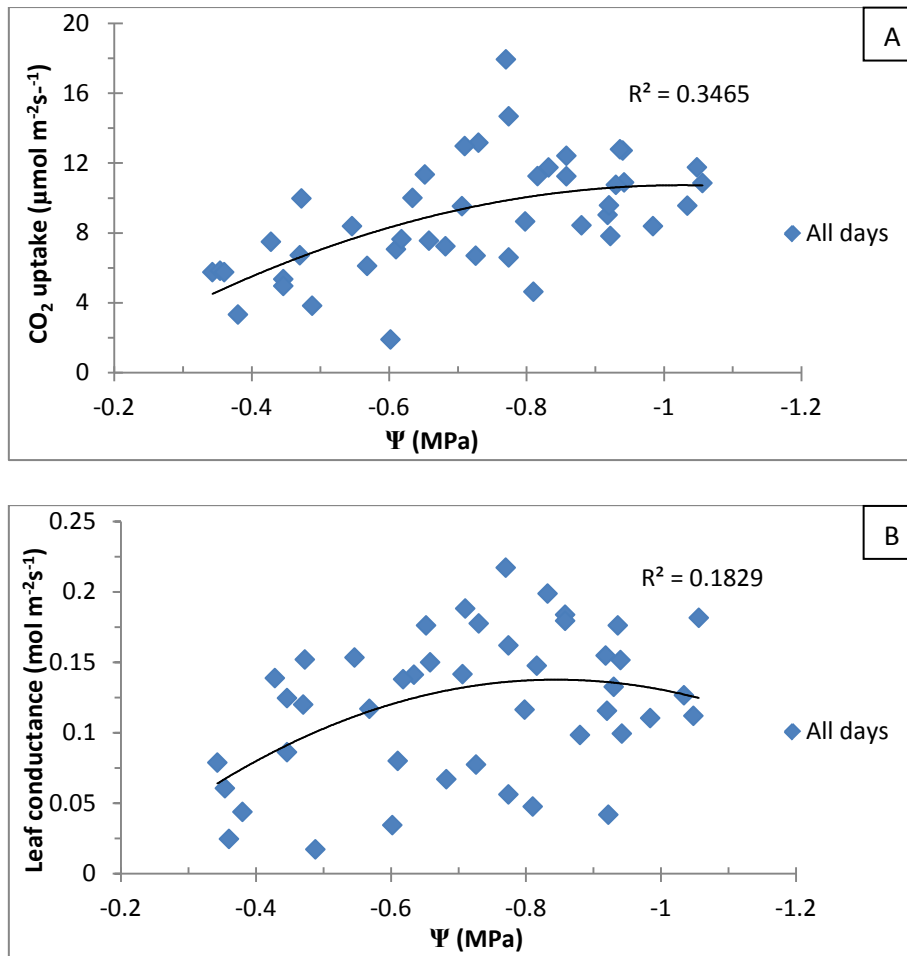 A
20
16
12
8
4
0
R² = 0.3465
CO₂ uptake (µmol m⁻²s-⁻¹)
All days
-0.2 -0.4 -0.6 -0.8 -1 -1.2
Ψ (MPa)
B
0.25
0.2
0.15
0.1
0.05
0
R² = 0.1829
Leaf conductance (mol m⁻²s⁻¹)
All days
-0.2 -0.4 -0.6 -0.8 -1 -1.2
Ψ (MPa)